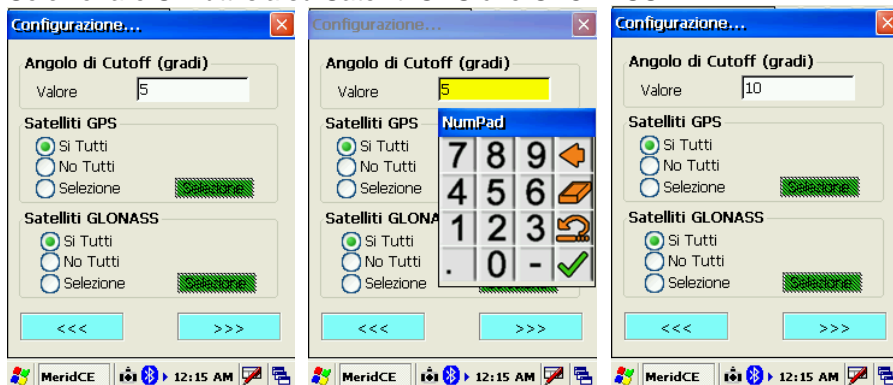 Configurazione...
Angolo di Cutoff (gradi)
Valore 5
Satelliti GPS
Si Tutti
No Tutti
Selezione Selezione
Satelliti GLONASS
Si Tutti
No Tutti
Selezione Selezione
<<< >>>
MeridCE 12:15 AM
Configurazione...
Angolo di Cutoff (gradi)
Valore 5
Satelliti GPS NumPad
Si Tutti 7 8 9
No Tutti
Selezione 4 5 6
Satelliti GLONA 1 2 3
Si Tutti
No Tutti . 0 -
Selezione
<<< >>>
MeridCE 12:15 AM
Configurazione...
Angolo di Cutoff (gradi)
Valore 10
Satelliti GPS
Si Tutti
No Tutti
Selezione Selezione
Satelliti GLONASS
Si Tutti
No Tutti
Selezione Selezione
<<< >>>
MeridCE 12:15 AM